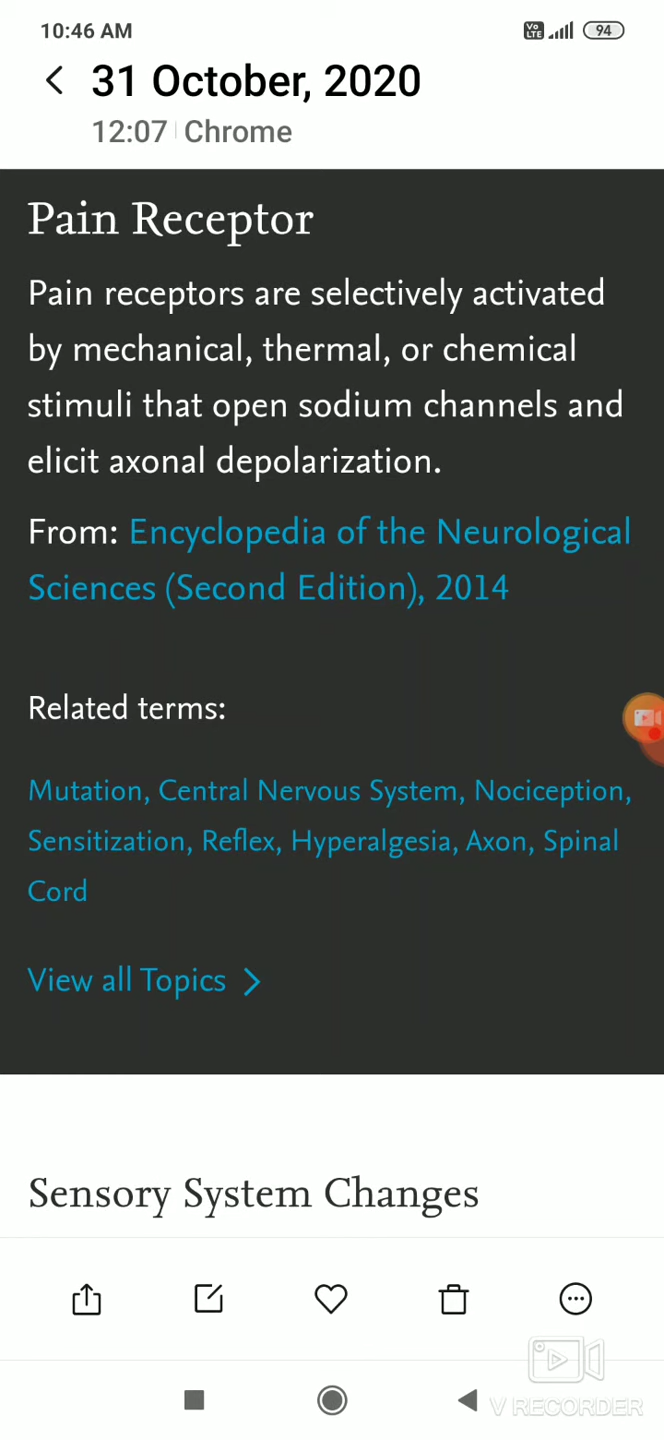 10:46 AM
Vo LTE
94
31 October, 2020
12:07 Chrome
Pain Receptor
Pain receptors are selectively activated
by mechanical, thermal, or chemical
stimuli that open sodium channels and
elicit axonal depolarization.
From: Encyclopedia of the Neurological
Sciences (Second Edition), 2014
Related terms:
Mutation, Central Nervous System, Nociception,
Sensitization, Reflex, Hyperalgesia, Axon, Spinal
Cord
View all Topics
Sensory System Changes
V RECORDER